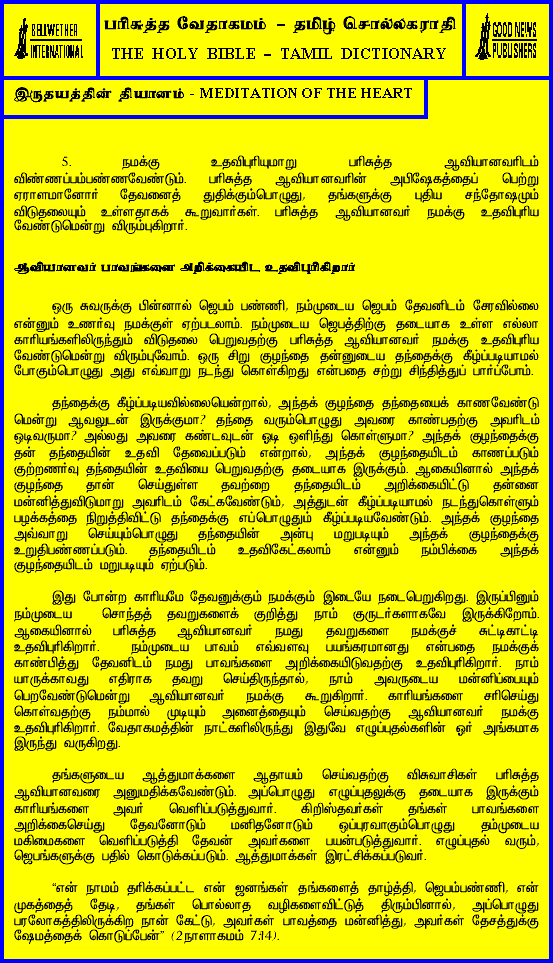 BELLWETHER
INTERNATIONAL
பரிசுத்த வேதாகமம் – தமிழ் சொல்லகராதி
THE HOLY BIBLE – TAMIL DICTIONARY
GOOD NEWS
PUBLISHERS
இருதயத்தின் தியானம் - MEDITATION OF THE HEART
5. நமக்கு உதவிபுரியுமாறு பரிசுத்த ஆவியானவரிடம்
விண்ணப்பம்பண்ணவேண்டும். பரிசுத்த ஆவியானவரின் அபிஷேகத்தைப் பெற்று
ஏராளமானோர் தேவனைத் துதிக்கும்பொழுது, தங்களுக்கு புதிய சந்தோஷமும்
விடுதலையும் உள்ளதாகக் கூறுவார்கள். பரிசுத்த ஆவியானவர் நமக்கு உதவிபுரிய
வேண்டுமென்று விரும்புகிறார்.
ஆவியானவர் பாவங்களை அறிக்கையிட உதவிபுரிகிறார்
ஒரு சுவருக்கு பின்னால் ஜெபம் பண்ணி, நம்முடைய ஜெபம் தேவனிடம் சேரவில்லை
என்னும் உணர்வு நமக்குள் ஏற்படலாம். நம்முடைய ஜெபத்திற்கு தடையாக உள்ள எல்லா
காரியங்களிலிருந்தும் விடுதலை பெறுவதற்கு பரிசுத்த ஆவியானவர் நமக்கு உதவிபுரிய
வேண்டுமென்று விரும்புவோம். ஒரு சிறு குழந்தை தன்னுடைய தந்தைக்கு கீழ்ப்படியாமல்
போகும்பொழுது அது எவ்வாறு நடந்து கொள்கிறது என்பதை சற்று சிந்தித்துப் பார்ப்போம்.
தந்தைக்கு கீழ்ப்படியவில்லையென்றால், அந்தக் குழந்தை தந்தையைக் காணவேண்டு
மென்று ஆவலுடன் இருக்குமா? தந்தை வரும்பொழுது அவரை காண்பதற்கு அவரிடம்
ஓடிவருமா? அல்லது அவரை கண்டவுடன் ஓடி ஒளிந்து கொள்ளுமா? அந்தக் குழந்தைக்கு
தன் தந்தையின் உதவி தேவைப்படும் என்றால், அந்தக் குழந்தையிடம் காணப்படும்
குற்றணர்வு தந்தையின் உதவியை பெறுவதற்கு தடையாக இருக்கும். ஆகையினால் அந்தக்
குழந்தை தான் செய்துள்ள தவற்றை தந்தையிடம் அறிக்கையிட்டு தன்னை
மன்னித்துவிடுமாறு அவரிடம் கேட்கவேண்டும், அத்துடன் கீழ்ப்படியாமல் நடந்துகொள்ளும்
பழக்கத்தை நிறுத்திவிட்டு தந்தைக்கு எப்பொழுதும் கீழ்ப்படியவேண்டும். அந்தக் குழந்தை
அவ்வாறு செய்யும்பொழுது தந்தையின் அன்பு மறுபடியும் அந்தக் குழந்தைக்கு
உறுதிபண்ணப்படும். தந்தையிடம் உதவிகேட்கலாம் என்னும் நம்பிக்கை அந்தக்
குழந்தையிடம் மறுபடியும் ஏற்படும்.
இது போன்ற காரியமே தேவனுக்கும் நமக்கும் இடையே நடைபெறுகிறது. இருப்பினும்
நம்முடைய சொந்தத் தவறுகளைக் குறித்து நாம் குருடர்களாகவே இருக்கிறோம்.
ஆகையினால் பரிசுத்த ஆவியானவர் நமது தவறுகளை நமக்குச் சுட்டிகாட்டி
உதவிபுரிகிறார். நம்முடைய பாவம் எவ்வளவு பயங்கரமானது என்பதை நமக்குக்
காண்பித்து தேவனிடம் நமது பாவங்களை அறிக்கையிடுவதற்கு உதவிபுரிகிறார். நாம்
யாருக்காவது எதிராக தவறு செய்திருந்தால், நாம் அவருடைய மன்னிப்பையும்
பெறவேண்டுமென்று ஆவியானவர் நமக்கு கூறுகிறார். காரியங்களை சரிசெய்து
கொள்வதற்கு நம்மால் முடியும் அனைத்தையும் செய்வதற்கு ஆவியானவர் நமக்கு
உதவிபுரிகிறார். வேதாகமத்தின் நாட்களிலிருந்து இதுவே எழுப்புதல்களின் ஓர் அங்கமாக
இருந்து வருகிறது.
தங்களுடைய ஆத்துமாக்களை ஆதாயம் செய்வதற்கு விசுவாசிகள் பரிசுத்த
ஆவியானவரை அனுமதிக்கவேண்டும். அப்பொழுது எழுப்புதலுக்கு தடையாக இருக்கும்
காரியங்களை அவர் வெளிப்படுத்துவார். கிறிஸ்தவர்கள் தங்கள் பாவங்களை
அறிக்கைசெய்து தேவனோடும் மனிதனோடும் ஒப்புரவாகும்பொழுது தம்முடைய
மகிமைகளை வெளிப்படுத்தி தேவன் அவர்களை பயன்படுத்துவார். எழுப்புதல் வரும்,
ஜெபங்களுக்கு பதில் கொடுக்கப்படும். ஆத்துமாக்கள் இரட்சிக்கப்படுவர்.
“என் நாமம் தரிக்கப்பட்ட என் ஜனங்கள் தங்களைத் தாழ்த்தி, ஜெபம்பண்ணி, என்
முகத்தைத் தேடி, தங்கள் பொல்லாத வழிகளைவிட்டுத் திரும்பினால், அப்பொழுது
பரலோகத்திலிருக்கிற நான் கேட்டு, அவர்கள் பாவத்தை மன்னித்து, அவர்கள் தேசத்துக்கு
ஷேமத்தைக் கொடுப்பேன்” (2நாளாகமம் 7:14).